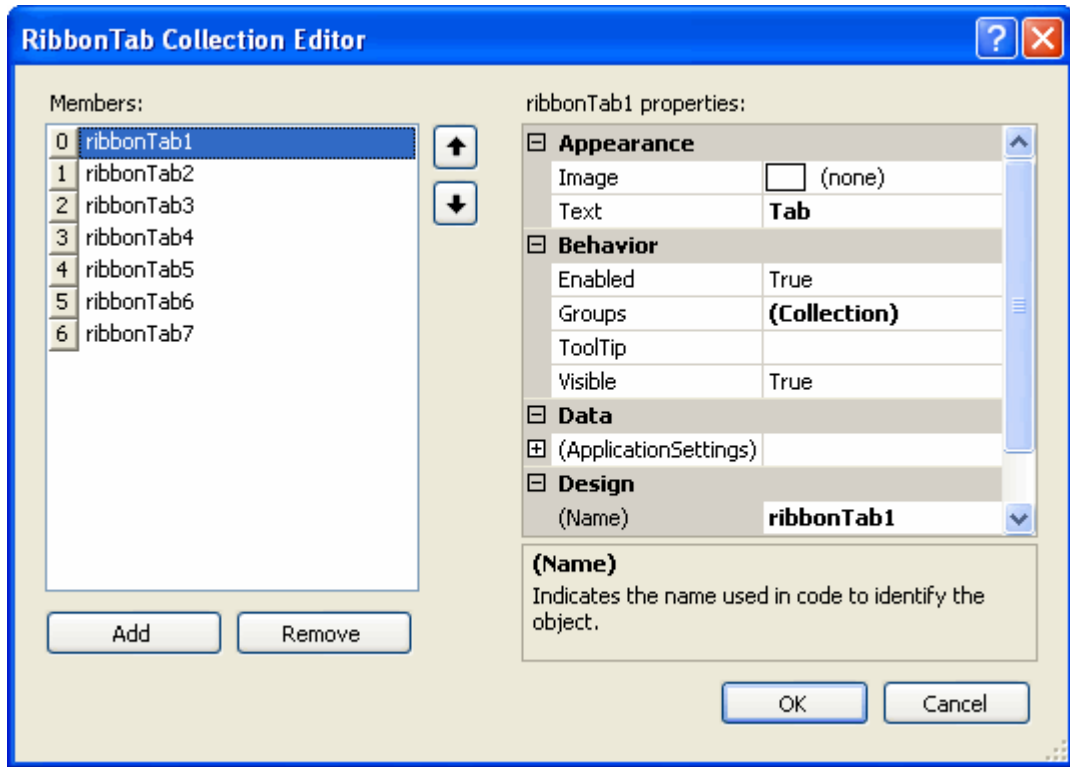 RibbonTab Collection Editor
Members:
0 ribbonTab1
1 ribbonTab2
2 ribbonTab3
3 ribbonTab4
4 ribbonTab5
5 ribbonTab6
6 ribbonTab7
Add Remove
ribbonTab1 properties:
Appearance
Image (none)
Text Tab
Behavior
Enabled True
Groups (Collection)
ToolTip
Visible True
Data
(ApplicationSettings)
Design
(Name) ribbonTab1
(Name)
Indicates the name used in code to identify the
object.
OK Cancel